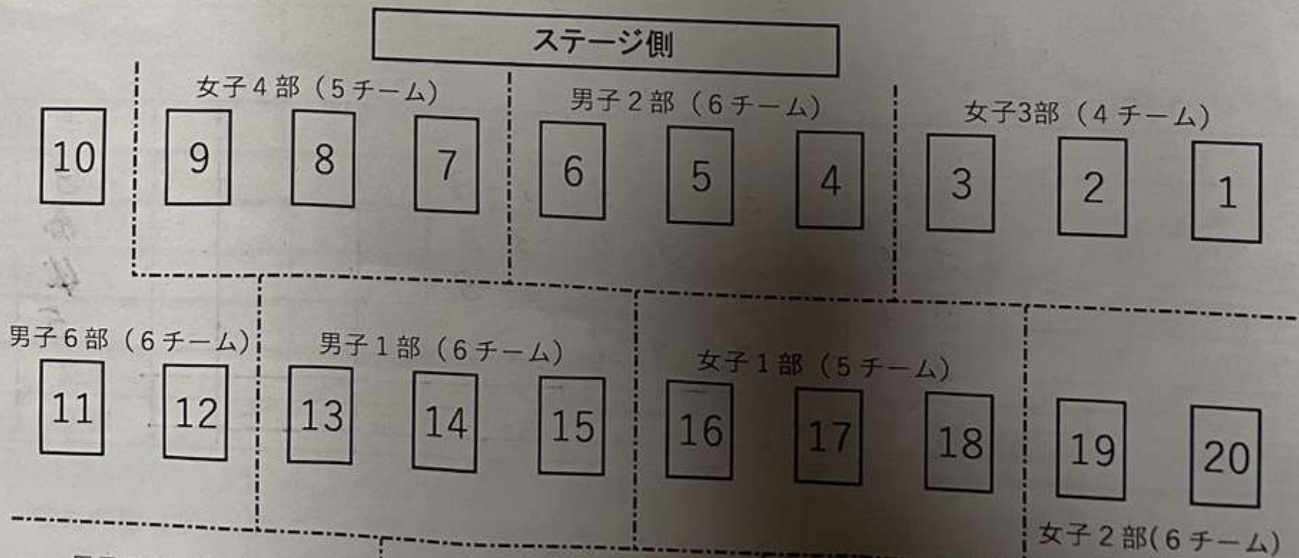 ステージ側
女子4部（5チーム）
男子2部（6チーム）
女子3部（4チーム）
10 9 8 7 6 5 4 3 2 1
男子6部（6チーム）
男子1部（6チーム）
女子1部（5チーム）
11 12 13 14 15 16 17 18 19 20
女子2部(6チーム)